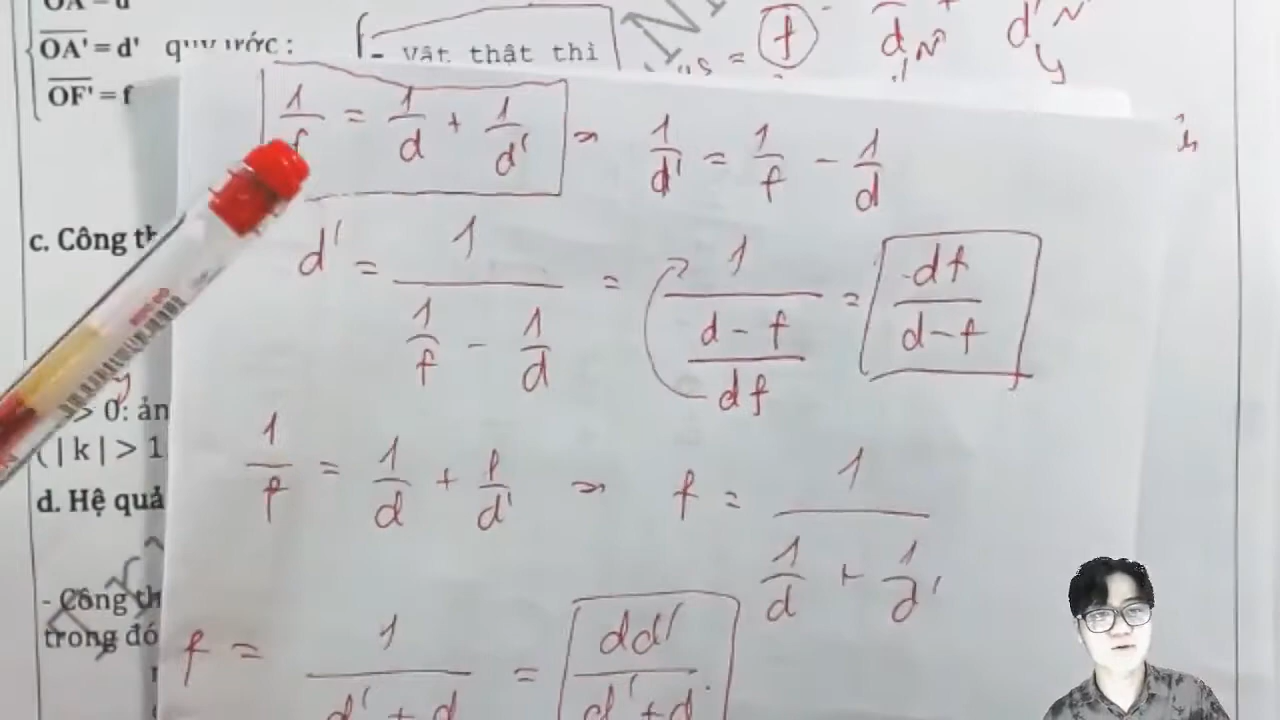 OA = d
OA' = d' quy ước :
OF' = f
vật thật thì
= f
d
d'
1/f = 1/d + 1/d' => 1/d' = 1/f - 1/d
c. Công th
d' = 1/(1/f - 1/d) = 1/((d - f)/(df)) = df/(d-f)
> 0: ản
( | k | > 1
1/f = 1/d + 1/d' => f = 1/(1/d + 1/d')
d. Hệ quả
- Công th
trong đó
f = 1/((d' + d = dd'/(d'+d